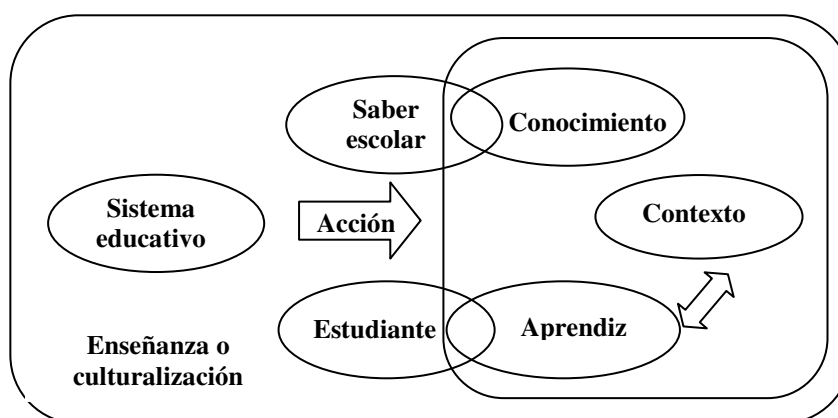 Saber
escolar
Conocimiento
Sistema
educativo
Acción
Contexto
Estudiante
Aprendiz
Enseñanza o
culturalización